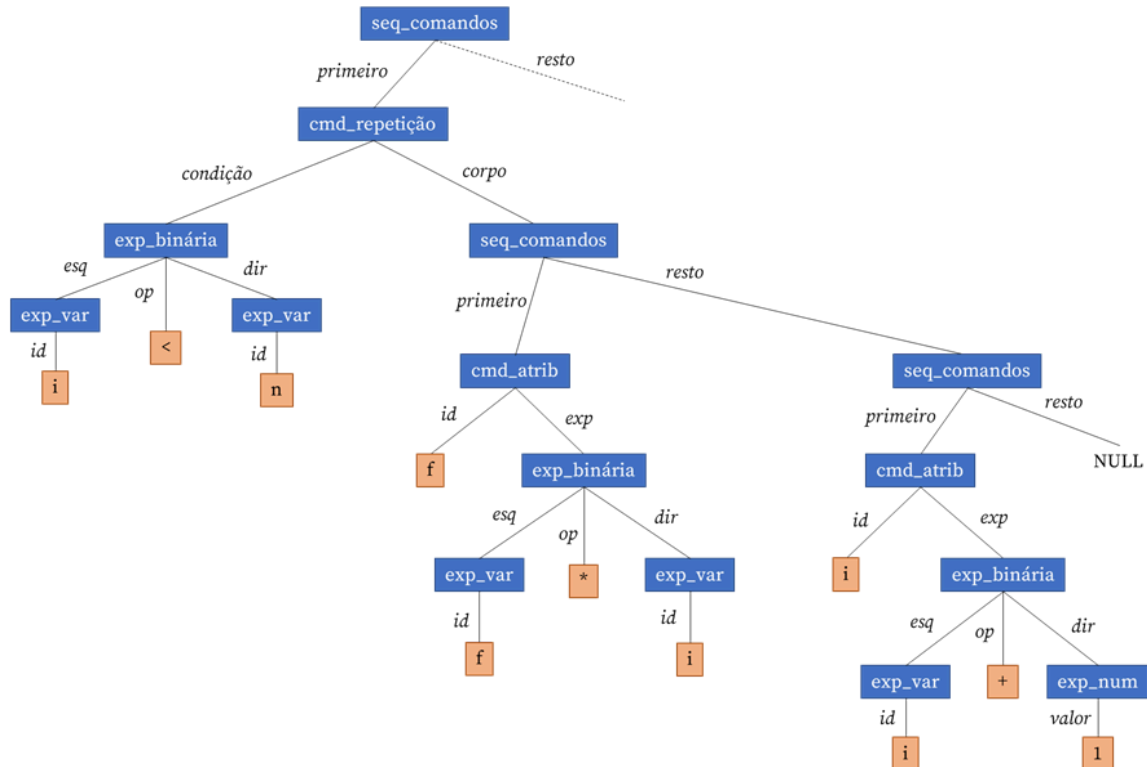 seq_comandos
primeiro
resto
cmd_repetição
condição
corpo
exp_binária
seq_comandos
esq
op
dir
primeiro
resto
exp_var
<
exp_var
id
i
id
n
cmd_atrib
seq_comandos
id
exp
primeiro
resto
f
exp_binária
cmd_atrib
NULL
esq
op
dir
id
exp
exp_var
*
exp_var
i
exp_binária
id
f
id
i
esq
op
dir
exp_var
+
exp_num
id
i
valor
1